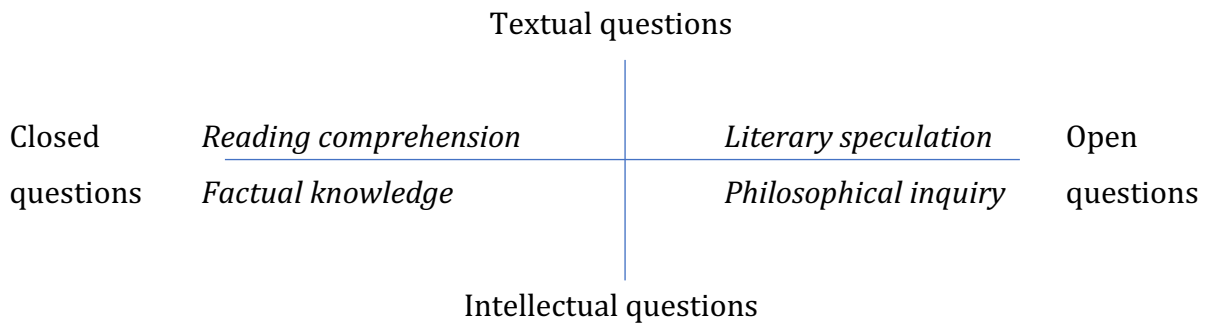 Textual questions
Closed Reading comprehension Literary speculation Open
questions Factual knowledge Philosophical inquiry questions
Intellectual questions